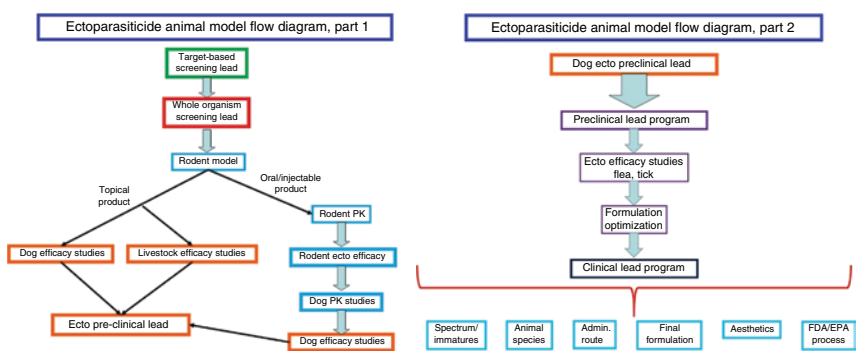 Ectoparasiticide animal model flow diagram, part 1
Target-based
screening lead
Whole organism
screening lead
Rodent model
Topical
product
Oral/injectable
product
Rodent PK
Dog efficacy studies
Livestock efficacy studies
Rodent ecto efficacy
Dog PK studies
Ecto pre-clinical lead
Dog efficacy studies
Ectoparasiticide animal model flow diagram, part 2
Dog ecto preclinical lead
Preclinical lead program
Ecto efficacy studies
flea, tick
Formulation
optimization
Clinical lead program
Spectrum/
immatures
Animal
species
Admin.
route
Final
formulation
Aesthetics
FDA/EPA
process